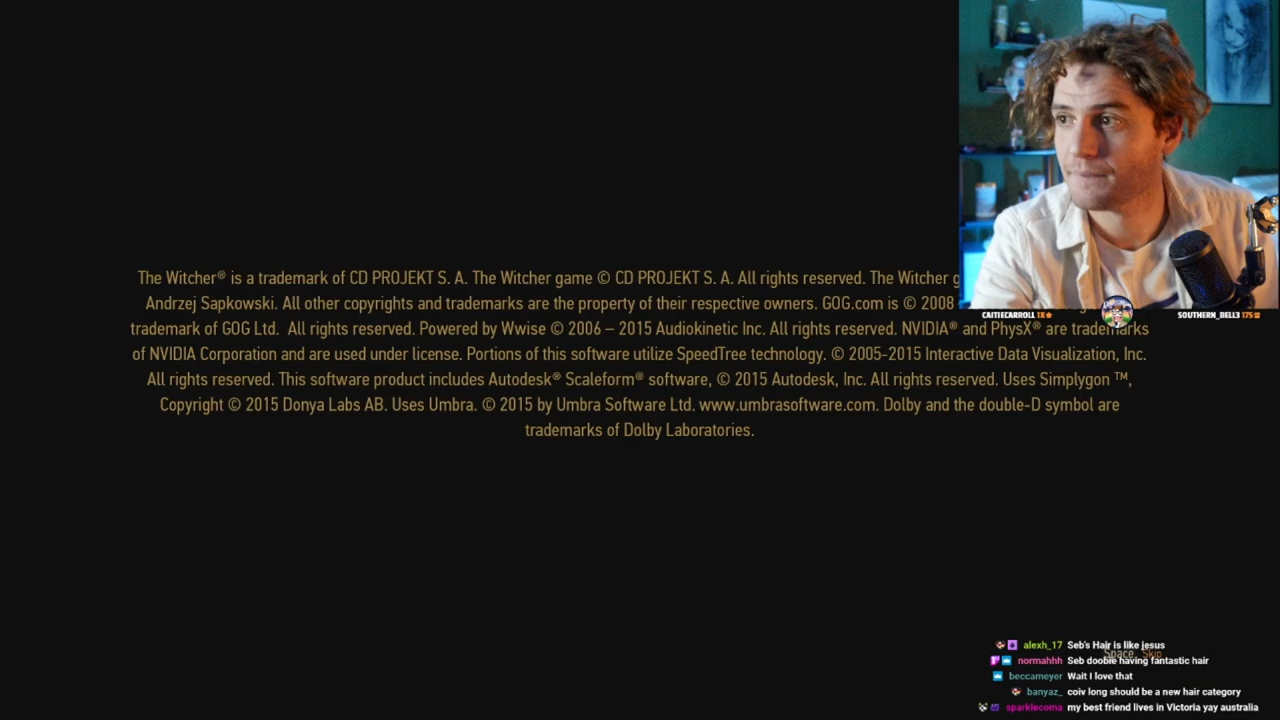 The Witcher® is a trademark of CD PROJEKT S. A. The Witcher game © CD PROJEKT S. A. All rights reserved. The Witcher g
Andrzej Sapkowski. All other copyrights and trademarks are the property of their respective owners. GOG.com is © 2008
trademark of GOG Ltd. All rights reserved. Powered by Wwise © 2006 – 2015 Audiokinetic Inc. All rights reserved. NVIDIA® and PhysX® are trademarks
of NVIDIA Corporation and are used under license. Portions of this software utilize SpeedTree technology. © 2005-2015 Interactive Data Visualization, Inc.
All rights reserved. This software product includes Autodesk® Scaleform® software, © 2015 Autodesk, Inc. All rights reserved. Uses Simplygon ™,
Copyright © 2015 Donya Labs AB. Uses Umbra. © 2015 by Umbra Software Ltd. www.umbrasoftware.com. Dolby and the double-D symbol are
trademarks of Dolby Laboratories.
CAITIECARROLL 1X
SOUTHERN_BELL3 175
alexh_17 Seb's Hair is like jesus
Space Skip
normahhh Seb doobie having fantastic hair
beccameyer Wait I love that
banyaz_ coiv long should be a new hair category
sparklecoma my best friend lives in Victoria yay australia